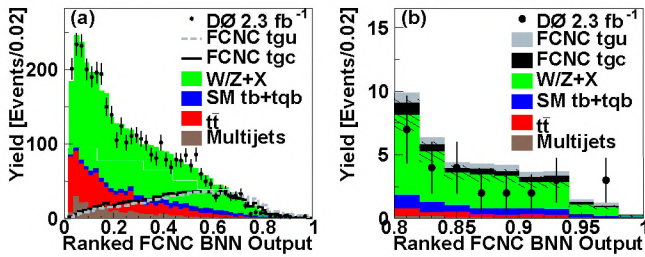 (a)
DØ 2.3 fb⁻¹
FCNC tgu
FCNC tgc
W/Z+X
SM tb+tqb
tt̄
Multijets
Yield [Events/0.02]
200
100
0
0 0.2 0.4 0.6 0.8 1
Ranked FCNC BNN Output
(b)
DØ 2.3 fb⁻¹
FCNC tgu
FCNC tgc
W/Z+X
SM tb+tqb
tt̄
Multijets
Yield [Events/0.02]
15
10
5
0
0.8 0.85 0.9 0.95 1
Ranked FCNC BNN Output